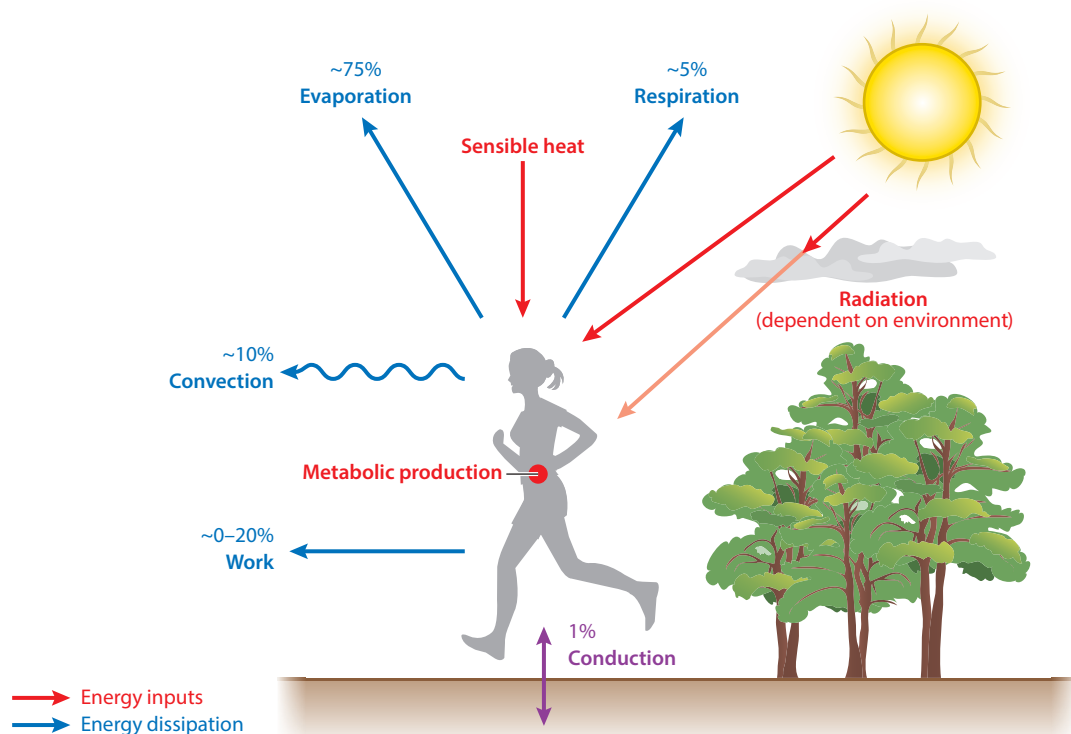 ~75%
Evaporation
~5%
Respiration
Sensible heat
Radiation
(dependent on environment)
~10%
Convection
Metabolic production
~0–20%
Work
1%
Conduction
Energy inputs
Energy dissipation